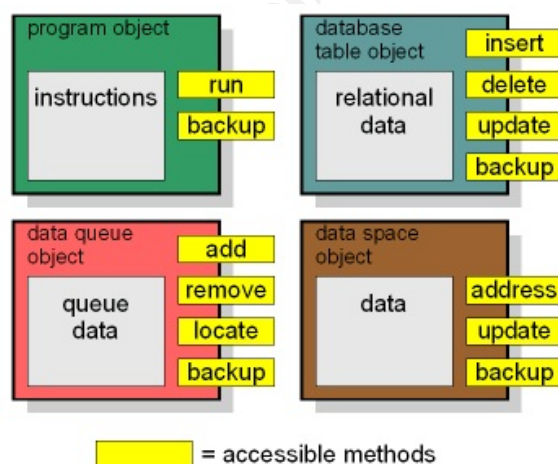 program object
instructions
run
backup
database
table object
relational
data
insert
delete
update
backup
data queue
object
queue
data
add
remove
locate
backup
data space
object
data
address
update
backup
= accessible methods